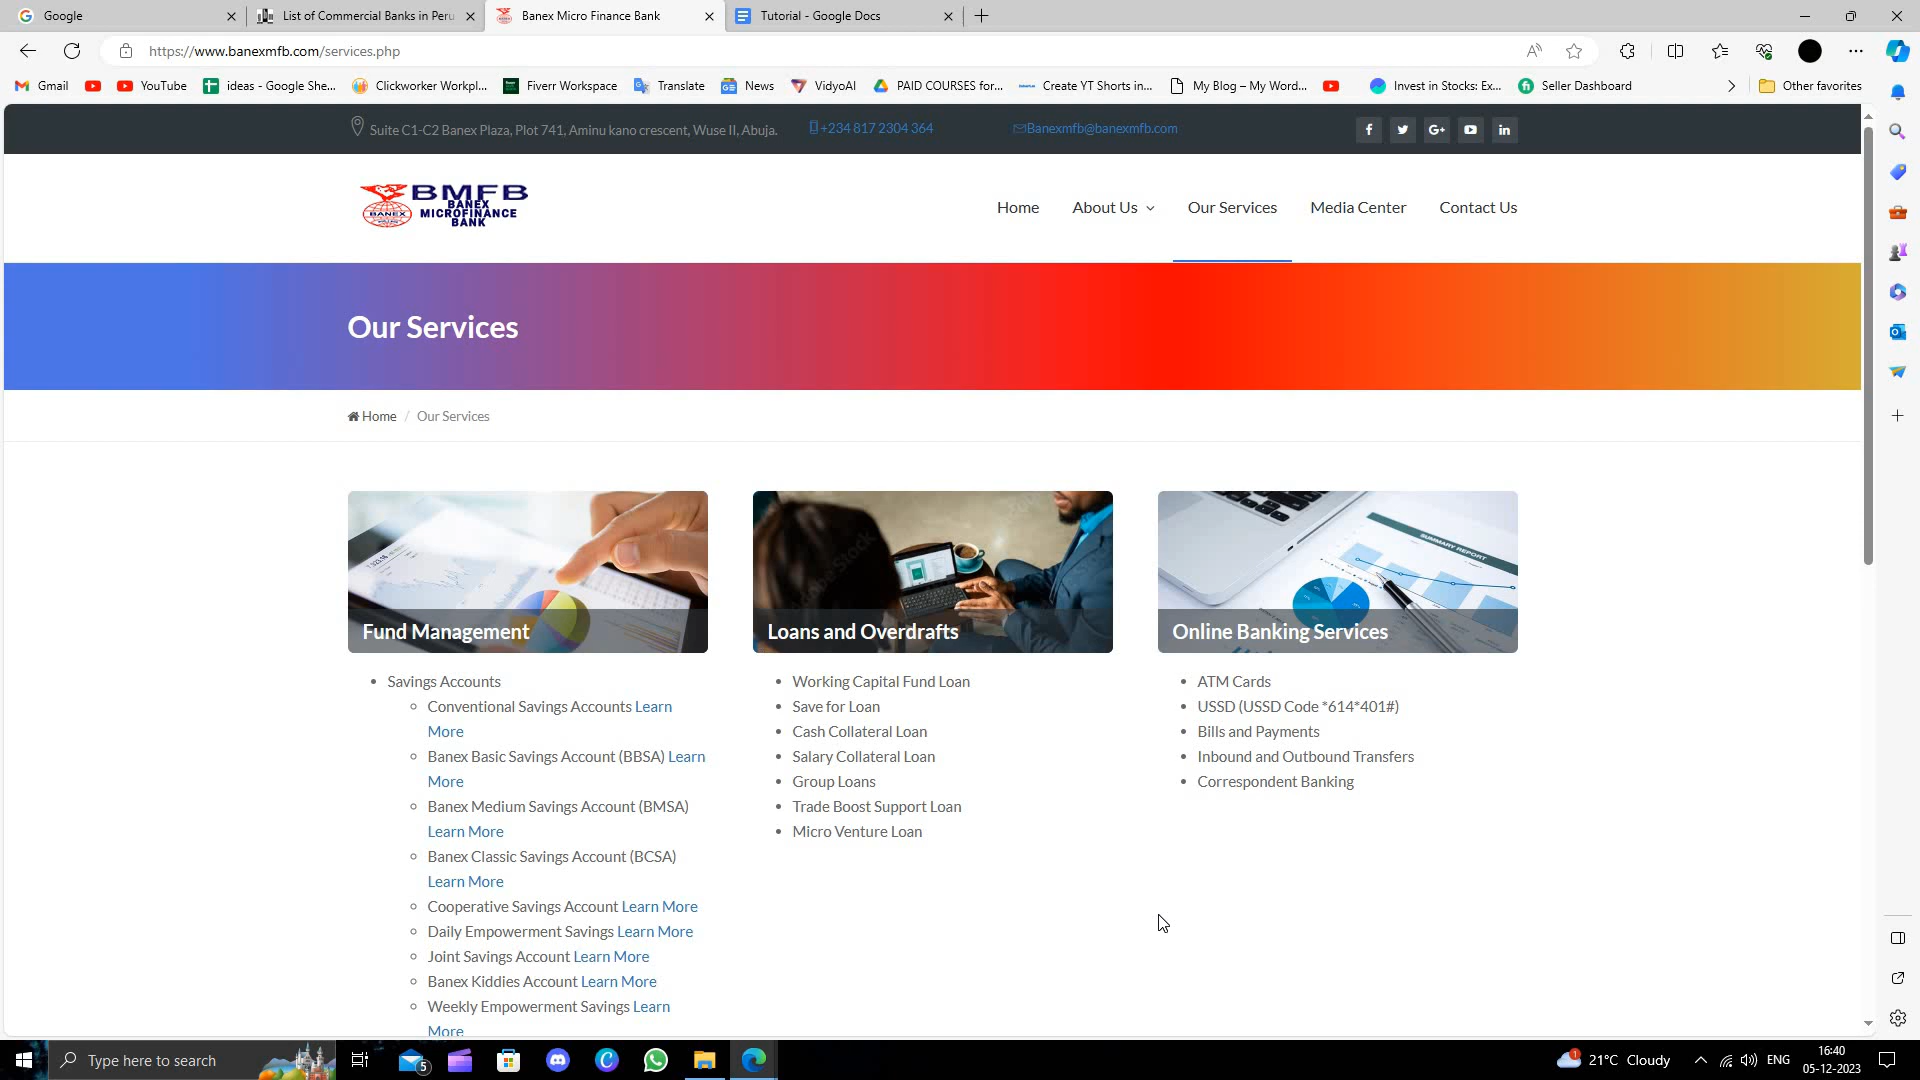 Google
List of Commercial Banks in Peru
Banex Micro Finance Bank
Tutorial - Google Docs
https://www.banexmfb.com/services.php
Gmail
YouTube
ideas - Google She...
Clickworker Workpl...
Fiverr Workspace
Translate
News
VidyoAI
PAID COURSES for...
Create YT Shorts in...
My Blog – My Word...
Invest in Stocks: Ex...
Seller Dashboard
Other favorites
Suite C1-C2 Banex Plaza, Plot 741, Aminu kano crescent, Wuse II, Abuja.
+234 817 2304 364
Banexmfb@banexmfb.com
BMFB
BANEX
MICROFINANCE
BANK
BANEX
Home
About Us
Our Services
Media Center
Contact Us
Our Services
Home / Our Services
SUMMARY REPORT
Fund Management
Loans and Overdrafts
Online Banking Services
Savings Accounts
Conventional Savings Accounts Learn
More
Banex Basic Savings Account (BBSA) Learn
More
Banex Medium Savings Account (BMSA)
Learn More
Banex Classic Savings Account (BCSA)
Learn More
Cooperative Savings Account Learn More
Daily Empowerment Savings Learn More
Joint Savings Account Learn More
Banex Kiddies Account Learn More
Weekly Empowerment Savings Learn
More
Working Capital Fund Loan
Save for Loan
Cash Collateral Loan
Salary Collateral Loan
Group Loans
Trade Boost Support Loan
Micro Venture Loan
ATM Cards
USSD (USSD Code *614*401#)
Bills and Payments
Inbound and Outbound Transfers
Correspondent Banking
Type here to search
5
1
21°C Cloudy
ENG
16:40
05-12-2023